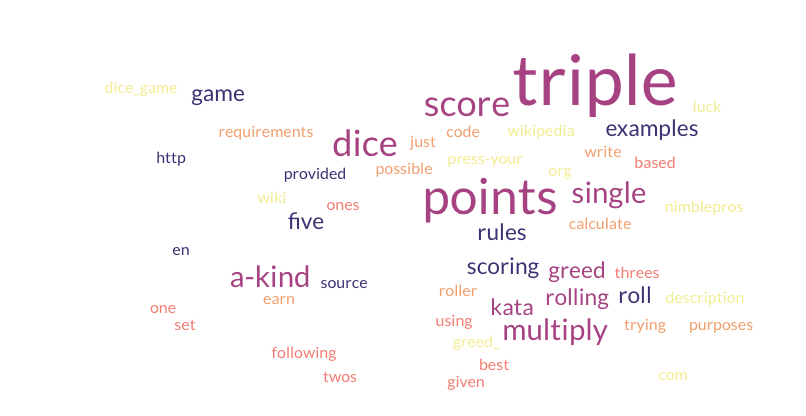 triple
score
dice_game
game
luck
requirements
dice
just
code
wikipedia
examples
http
provided
possible
press-your
org
write
based
wiki
ones
points
single
nimblepros
five
rules
calculate
en
a-kind
source
scoring
greed
threes
earn
roller
kata
rolling
roll
description
one
set
using
multiply
trying
purposes
greed_
following
best
twos
given
com